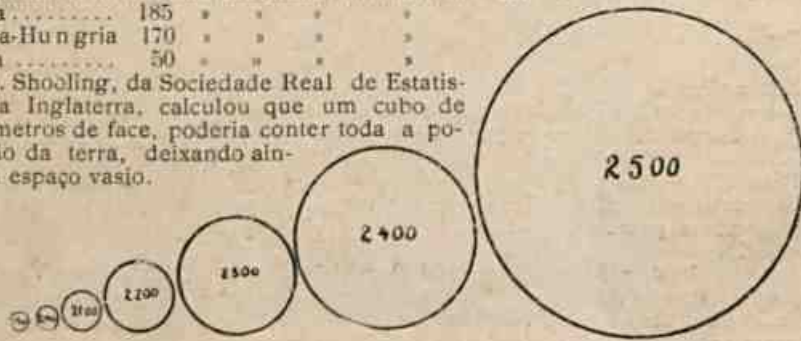 a ......... 185 » » » »
a-Hungria 170 » » » »
a ......... 50 » » » »
. Shooling, da Sociedade Real de Estatis-
a Inglaterra, calculou que um cubo de
metros de face, poderia conter toda a po-
o da terra, deixando ain-
espaço vasio.
2500
2400
2300
2200
2100